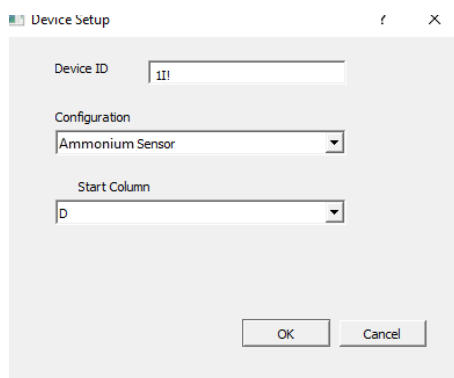 Device Setup
Device ID
1I!
Configuration
Ammonium Sensor
Start Column
D
OK
Cancel